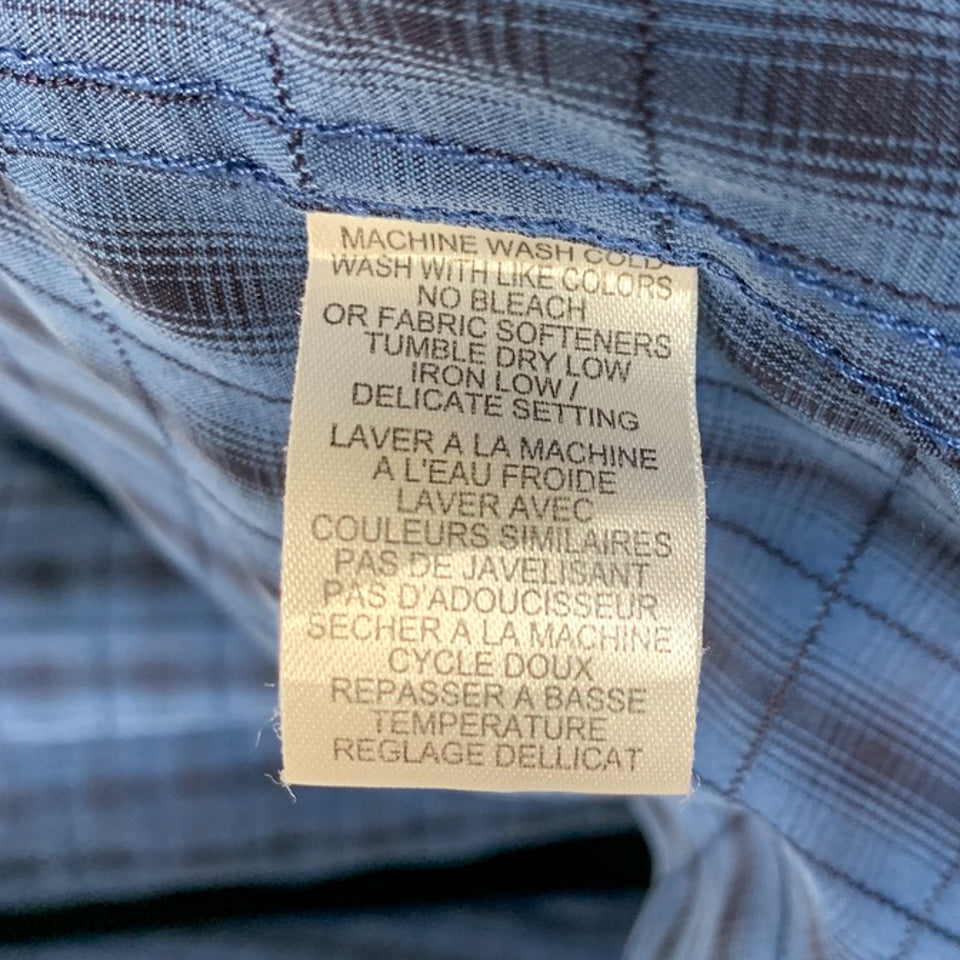 MACHINE WASH COLD
WASH WITH LIKE COLORS
NO BLEACH
OR FABRIC SOFTENERS
TUMBLE DRY LOW
IRON LOW /
DELICATE SETTING
LAVER A LA MACHINE
A L'EAU FROIDE
LAVER AVEC
COULEURS SIMILAIRES
PAS DE JAVELISANT
PAS D'ADOUCISSEUR
SECHER A LA MACHINE
CYCLE DOUX
REPASSER A BASSE
TEMPERATURE
REGLAGE DELLICAT